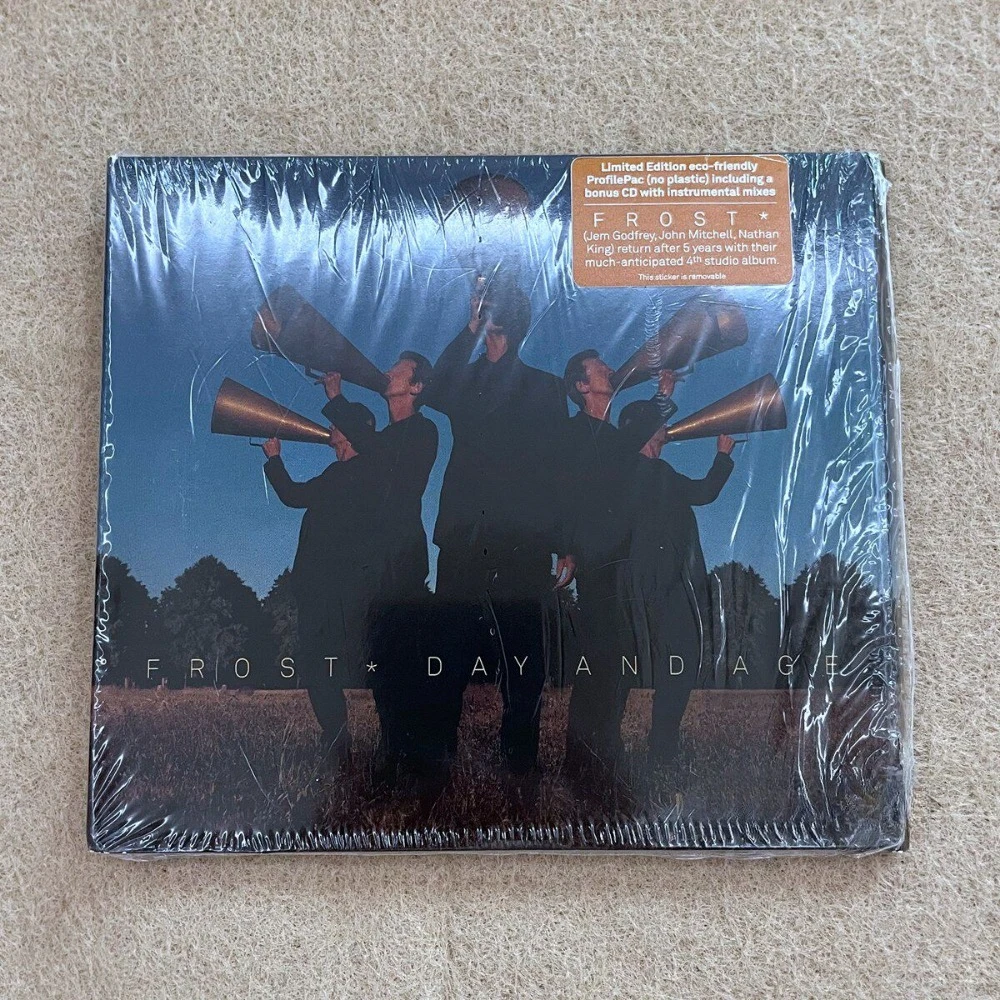 Limited Edition eco-friendly
ProfilePac (no plastic) including a
bonus CD with instrumental mixes
FROST*
(Jem Godfrey, John Mitchell, Nathan
King) return after 5 years with their
much-anticipated 4th studio album.
This sticker is removable
FROST* DAY AND AGE